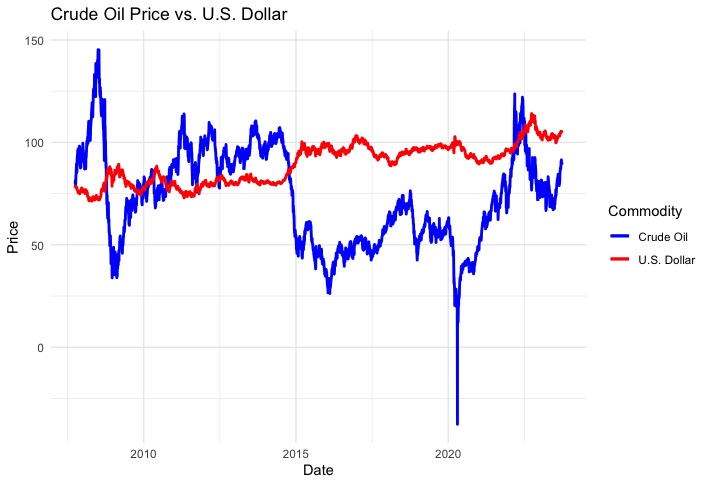 Crude Oil Price vs. U.S. Dollar
150
100
50
0
Price
2010
2015
2020
Date
Commodity
Crude Oil
U.S. Dollar